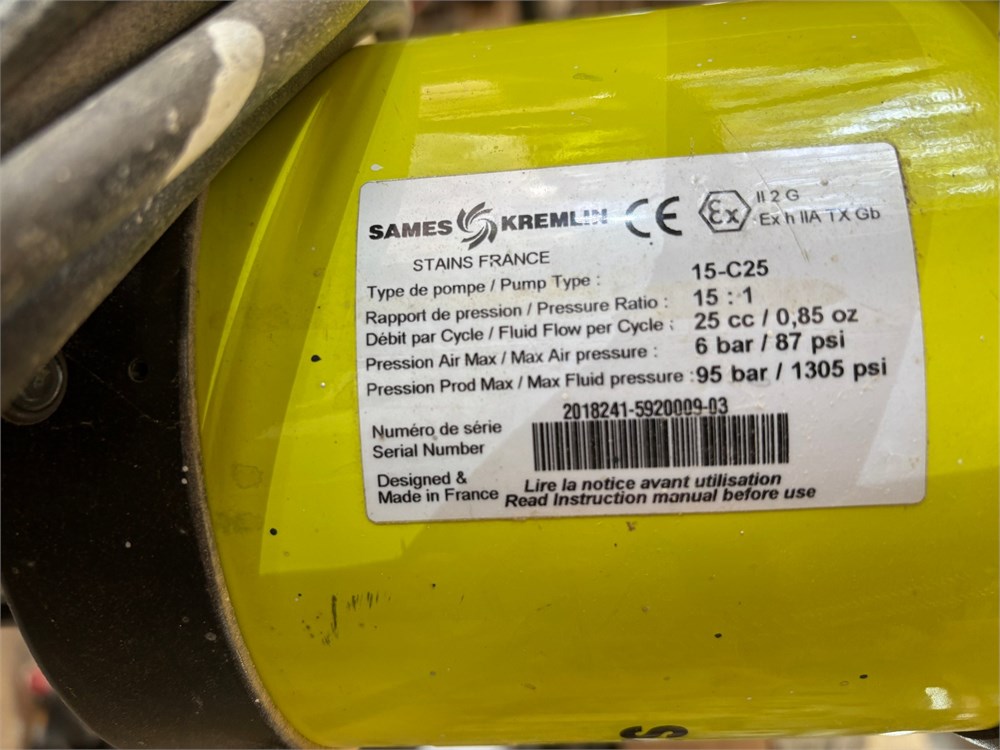 SAMES KREMLIN CE Ex II 2 G
Ex h IIA TX Gb
STAINS FRANCE
Type de pompe / Pump Type : 15-C25
Rapport de pression / Pressure Ratio : 15 : 1
Débit par Cycle / Fluid Flow per Cycle : 25 cc / 0,85 oz
Pression Air Max / Max Air pressure : 6 bar / 87 psi
Pression Prod Max / Max Fluid pressure : 95 bar / 1305 psi
2018241-5920009-03
Numéro de série
Serial Number
Designed &
Made in France
Lire la notice avant utilisation
Read Instruction manual before use
S